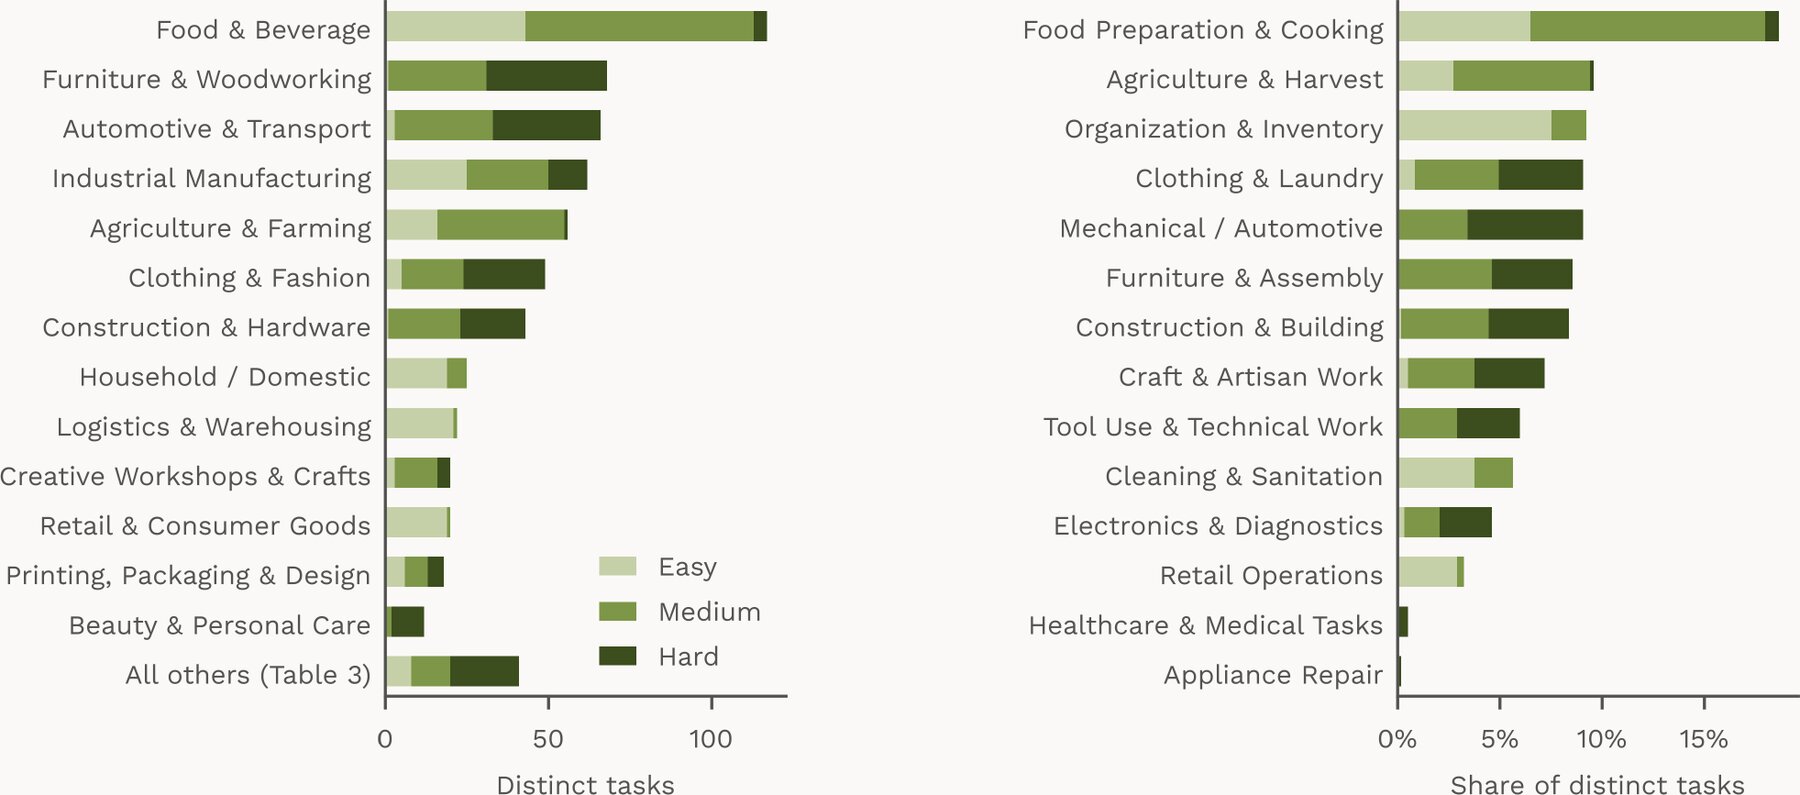 Food & Beverage
Furniture & Woodworking
Automotive & Transport
Industrial Manufacturing
Agriculture & Farming
Clothing & Fashion
Construction & Hardware
Household / Domestic
Logistics & Warehousing
Creative Workshops & Crafts
Retail & Consumer Goods
Printing, Packaging & Design
Beauty & Personal Care
All others (Table 3)
Easy
Medium
Hard
0 50 100
Distinct tasks
Food Preparation & Cooking
Agriculture & Harvest
Organization & Inventory
Clothing & Laundry
Mechanical / Automotive
Furniture & Assembly
Construction & Building
Craft & Artisan Work
Tool Use & Technical Work
Cleaning & Sanitation
Electronics & Diagnostics
Retail Operations
Healthcare & Medical Tasks
Appliance Repair
0% 5% 10% 15%
Share of distinct tasks